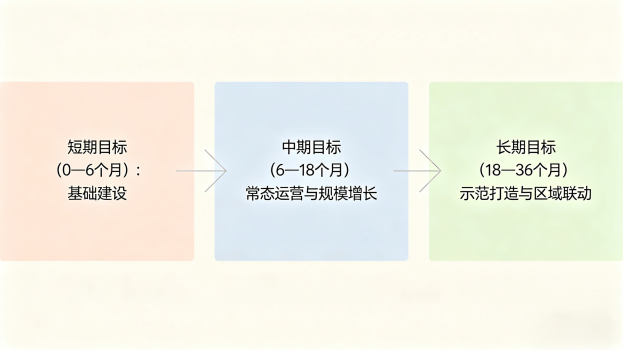 短期目标
（0—6个月）：
基础建设
中期目标
（6—18个月）
常态运营与规模增长
长期目标
（18—36个月）
示范打造与区域联动